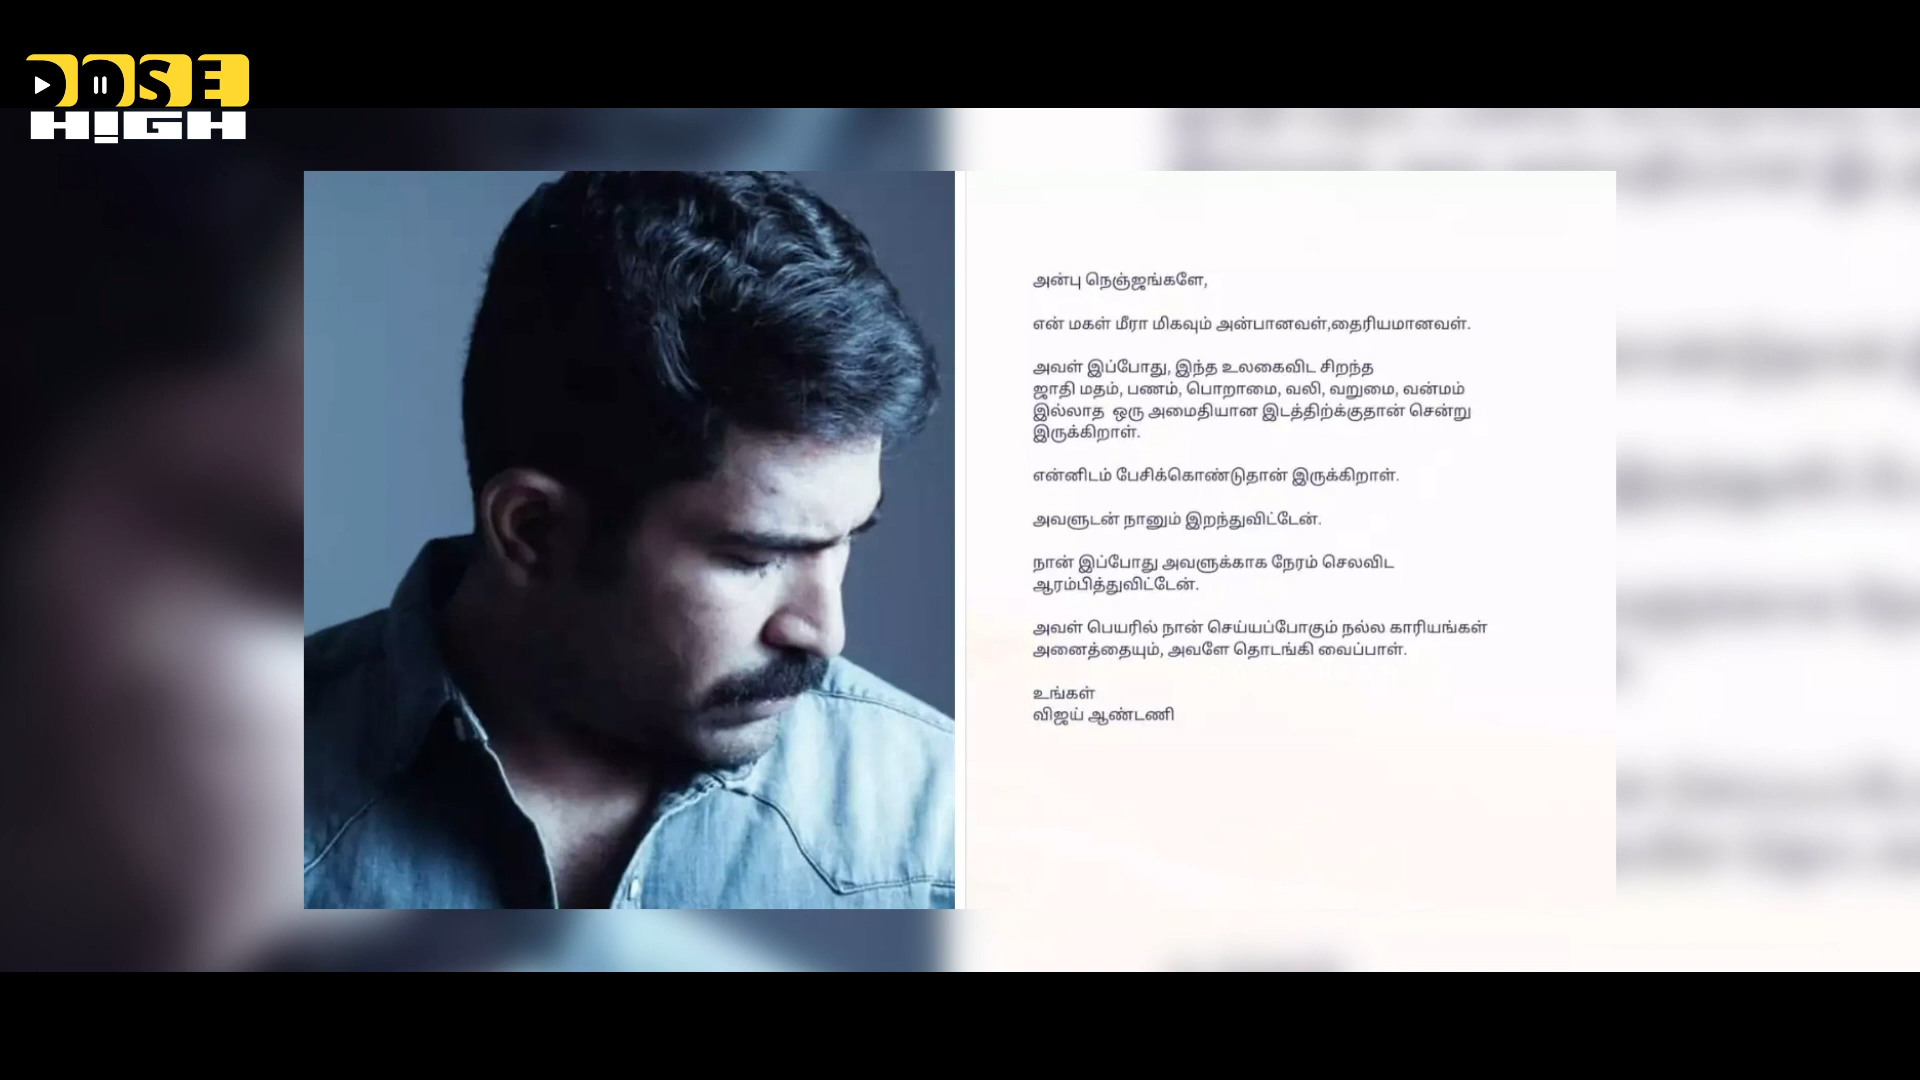 DOSE
HIGH
அன்பு நெஞ்ஜங்களே,
என் மகள் மீரா மிகவும் அன்பானவள்,தைரியமானவள்.
அவள் இப்போது, இந்த உலகைவிட சிறந்த
ஜாதி மதம், பணம், பொறாமை, வலி, வறுமை, வன்மம்
இல்லாத ஒரு அமைதியான இடத்திற்க்குதான் சென்று
இருக்கிறாள்.
என்னிடம் பேசிக்கொண்டுதான் இருக்கிறாள்.
அவளுடன் நானும் இறந்துவிட்டேன்.
நான் இப்போது அவளுக்காக நேரம் செலவிட
ஆரம்பித்துவிட்டேன்.
அவள் பெயரில் நான் செய்யப்போகும் நல்ல காரியங்கள்
அனைத்தையும், அவளே தொடங்கி வைப்பாள்.
உங்கள்
விஜய் ஆண்டணி